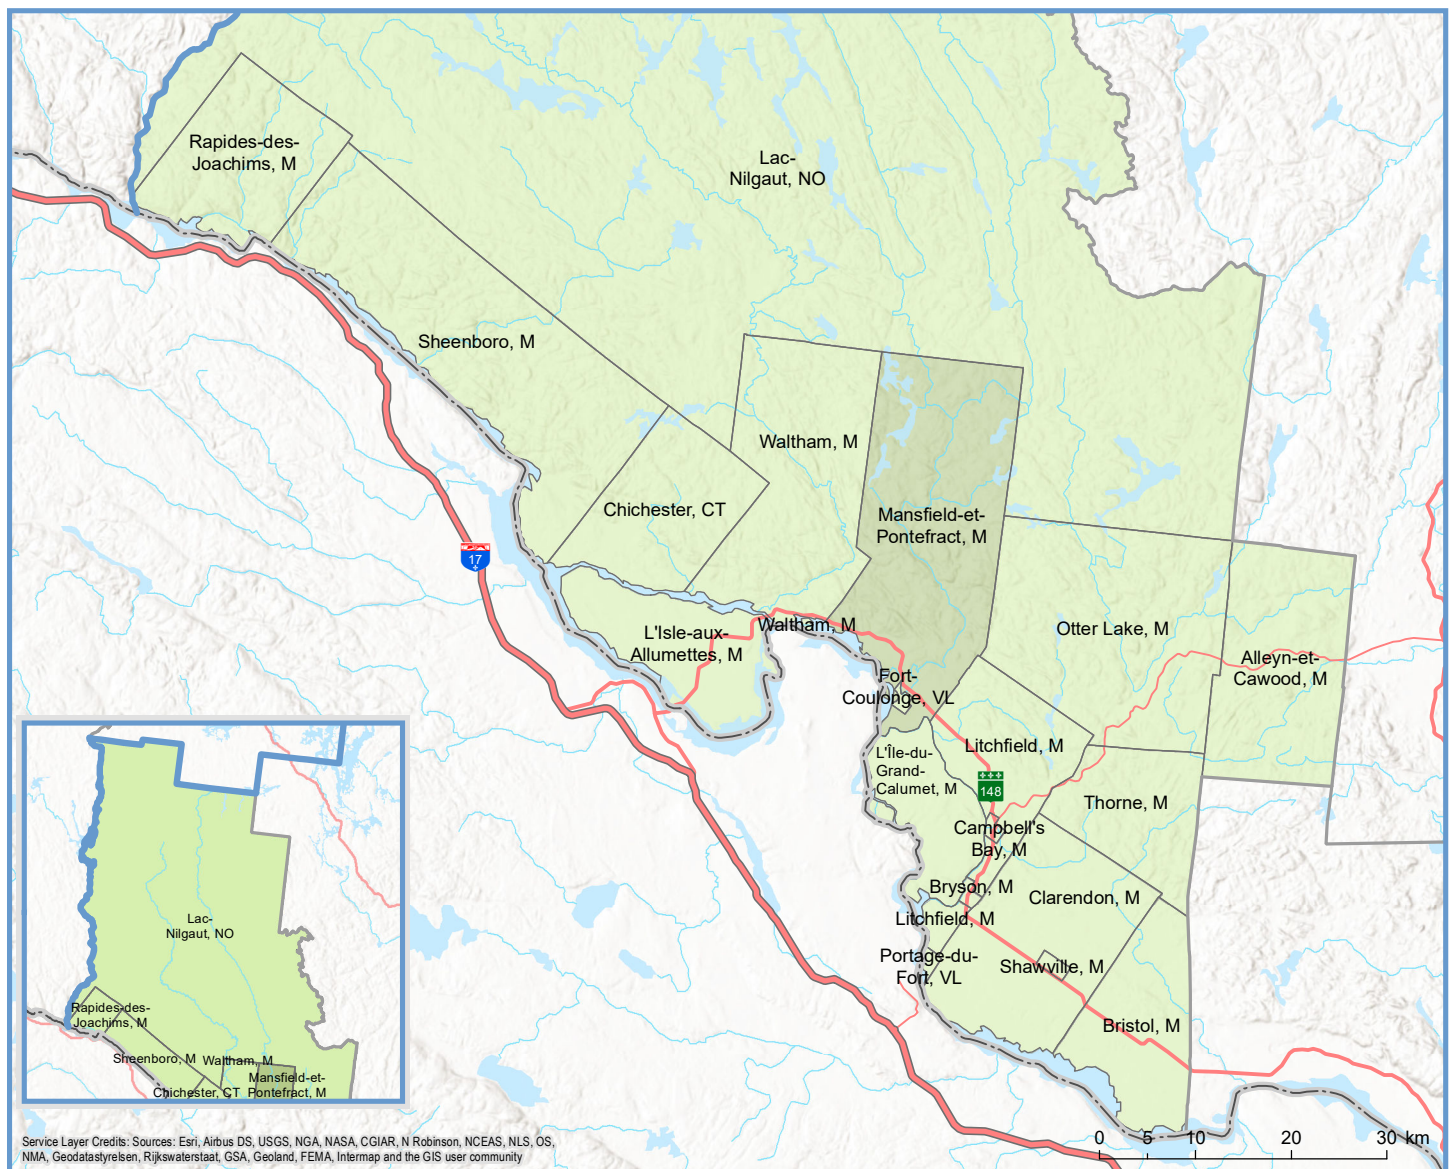 Rapides-des-
Joachims, M
Lac-
Nilgaut, NO
Sheenboro, M
Waltham, M
Chichester, CT
Mansfield-et-
Pontefract, M
17
L'Isle-aux-
Allumettes, M
Waltham, M
Otter Lake, M
Alleyn-et-
Cawood, M
Fort-
Coulonge, VL
Litchfield, M
L'Île-du-
Grand-
Calumet, M
148
Thorne, M
Campbell's
Bay, M
Bryson, M
Clarendon, M
Litchfield, M
Portage-du-
Fort, VL
Shawville, M
Bristol, M
Lac-
Nilgaut, NO
Rapides-des-
Joachims, M
Sheenboro, M
Waltham, M
Chichester, CT
Mansfield-et-
Pontefract, M
0 5 10 20 30 km
Service Layer Credits: Sources: Esri, Airbus DS, USGS, NGA, NASA, CGIAR, N Robinson, NCEAS, NLS, OS,
NMA, Geodatastyrelsen, Rijkswaterstaat, GSA, Geoland, FEMA, Intermap and the GIS user community